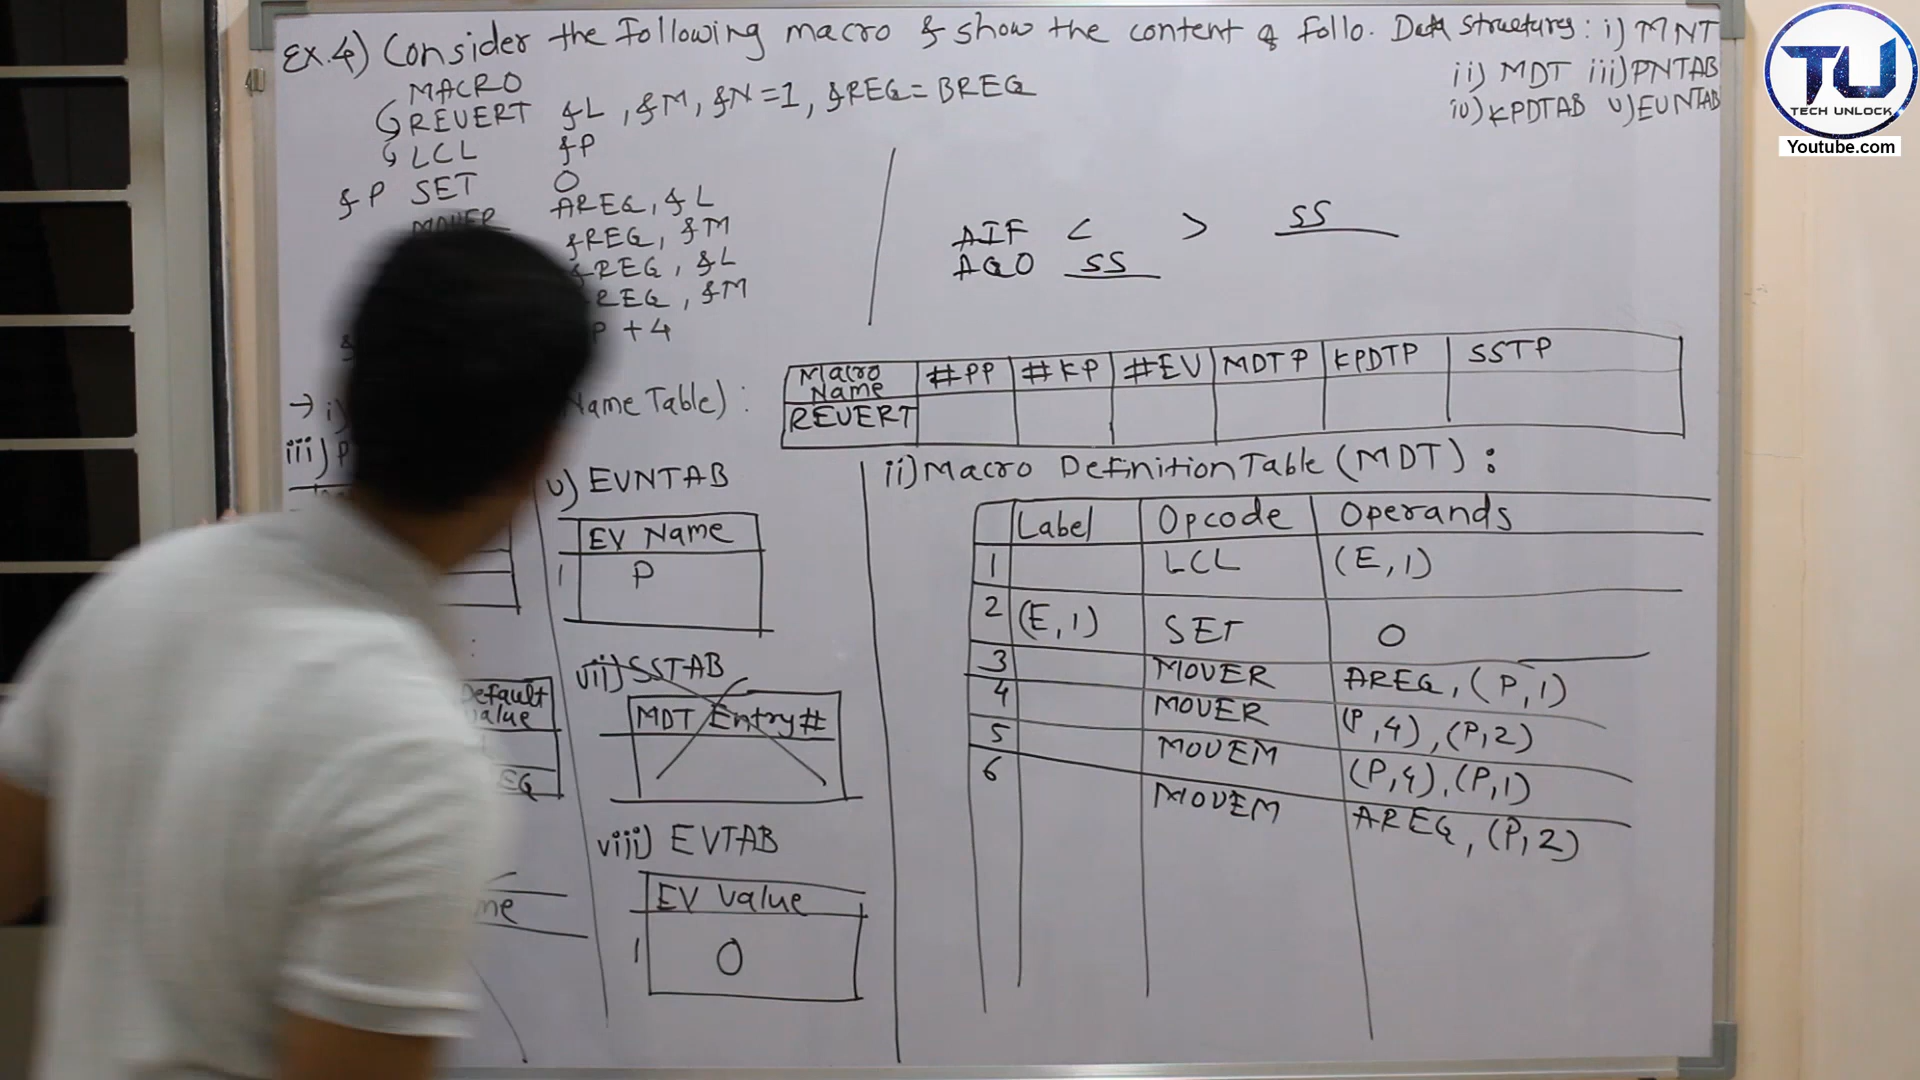 Ex.4) Consider the following macro & show the content of follo. Data Structures: i) MNT
ii) MDT iii) PNTAB
iv) KPDTAB v) EVNTAB
MACRO
REVERT &L, &M, &N=1, &REG=BREG
LCL &P
&P SET 0
MOVER AREG, &L
&REG, &M
&REG, &L
REG, &M
P + 4
AIF < > SS
AGO SS
→ i) Name Table) :
Macro Name #PP #KP #EV MDTP KPDTP SSTP
REVERT
iii) P
v) EVNTAB
EV Name
1 P
vii) SSTAB
MDT Entry#
Default
value
EG
viii) EVTAB
EV Value
1 0
me
ii) Macro Definition Table (MDT) :
Label Opcode Operands
1 LCL (E,1)
2 (E,1) SET 0
3 MOVER AREG, (P,1)
4 MOVER (P,4), (P,2)
5 MOVEM (P,4), (P,1)
6 MOVEM AREG, (P,2)
TU
TECH UNLOCK
Youtube.com